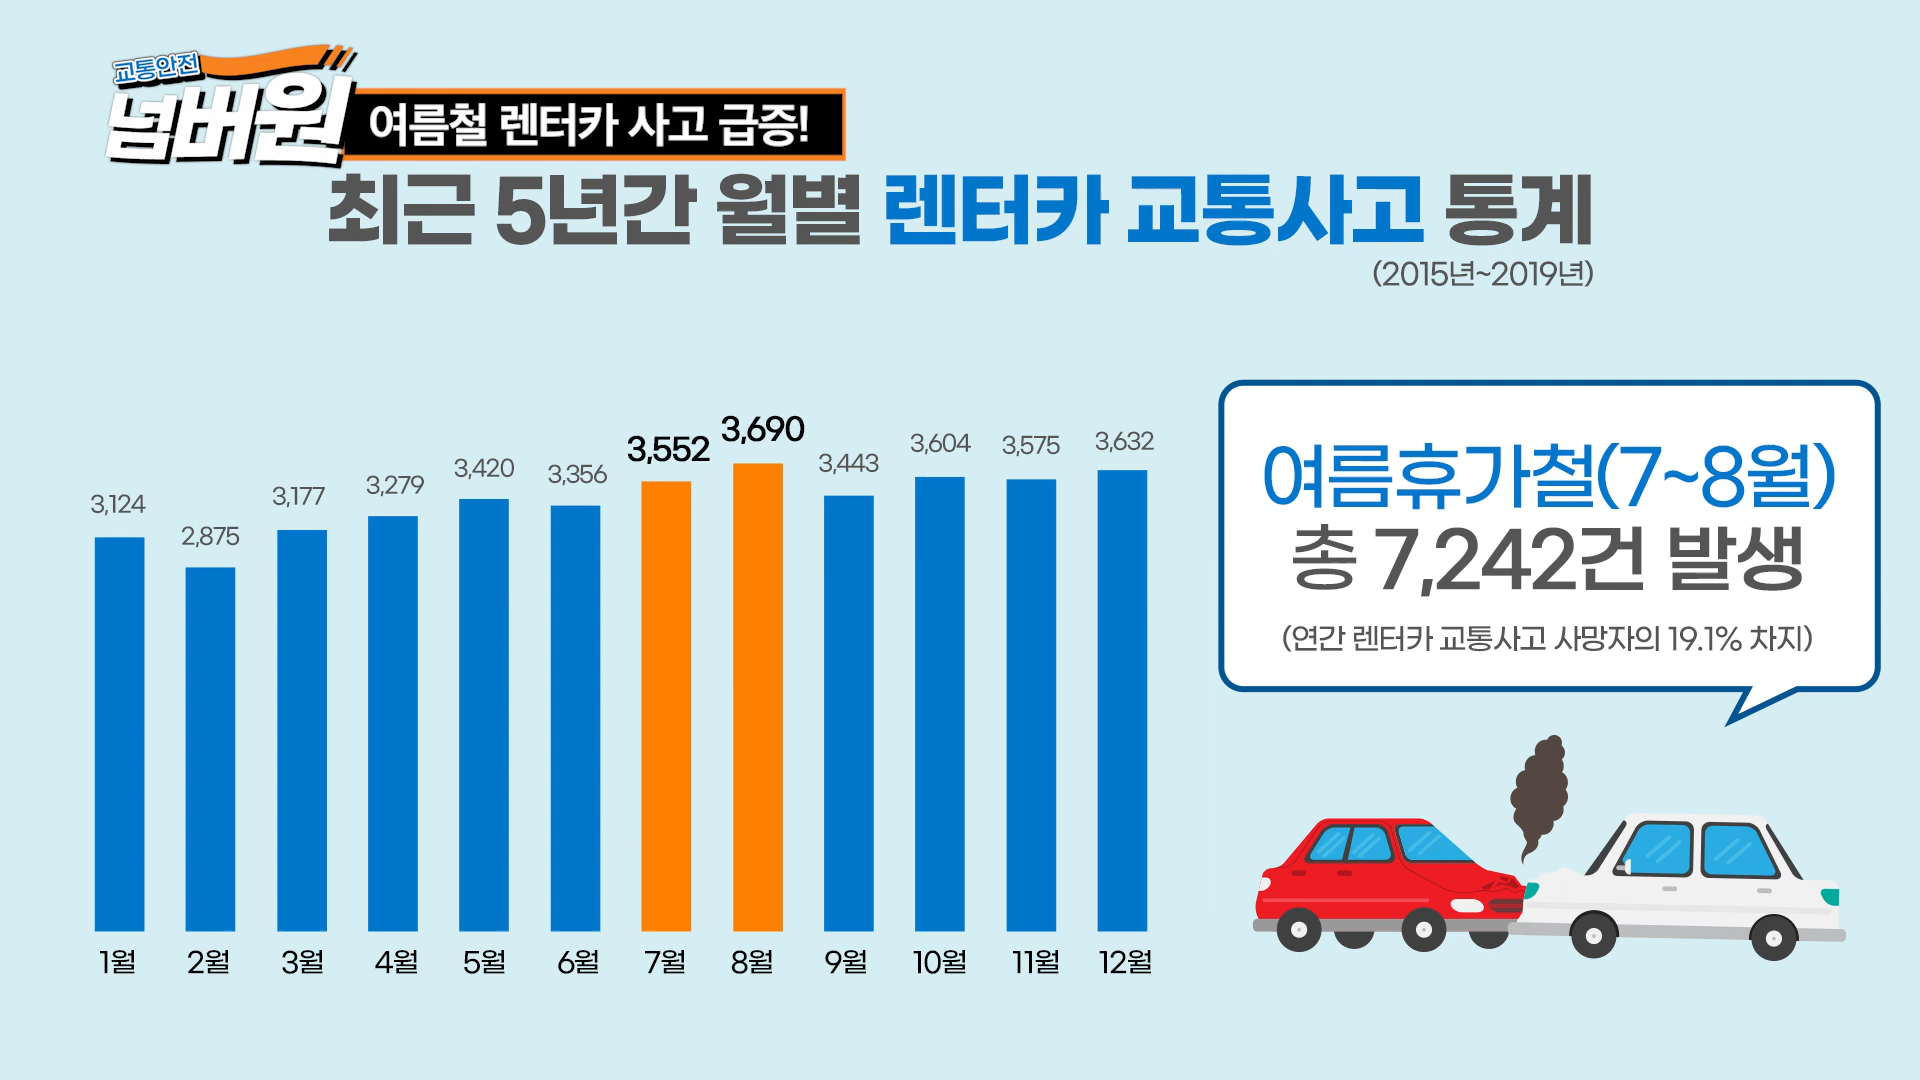 교통안전
넘버원
여름철 렌터카 사고 급증!
최근 5년간 월별 렌터카 교통사고 통계
(2015년~2019년)
3,124
2,875
3,177
3,279
3,420
3,356
3,552
3,690
3,443
3,604
3,575
3,632
1월
2월
3월
4월
5월
6월
7월
8월
9월
10월
11월
12월
여름휴가철(7~8월)
총 7,242건 발생
(연간 렌터카 교통사고 사망자의 19.1% 차지)